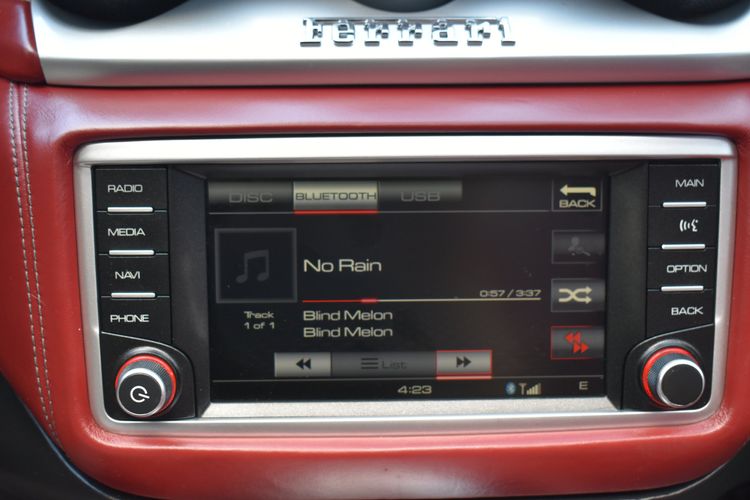 Ferrari
RADIO
MEDIA
NAVI
PHONE
DISC BLUETOOTH USB
BACK
No Rain
0:57 / 3:37
Track
1 of 1
Blind Melon
Blind Melon
List
4:23
E
MAIN
OPTION
BACK